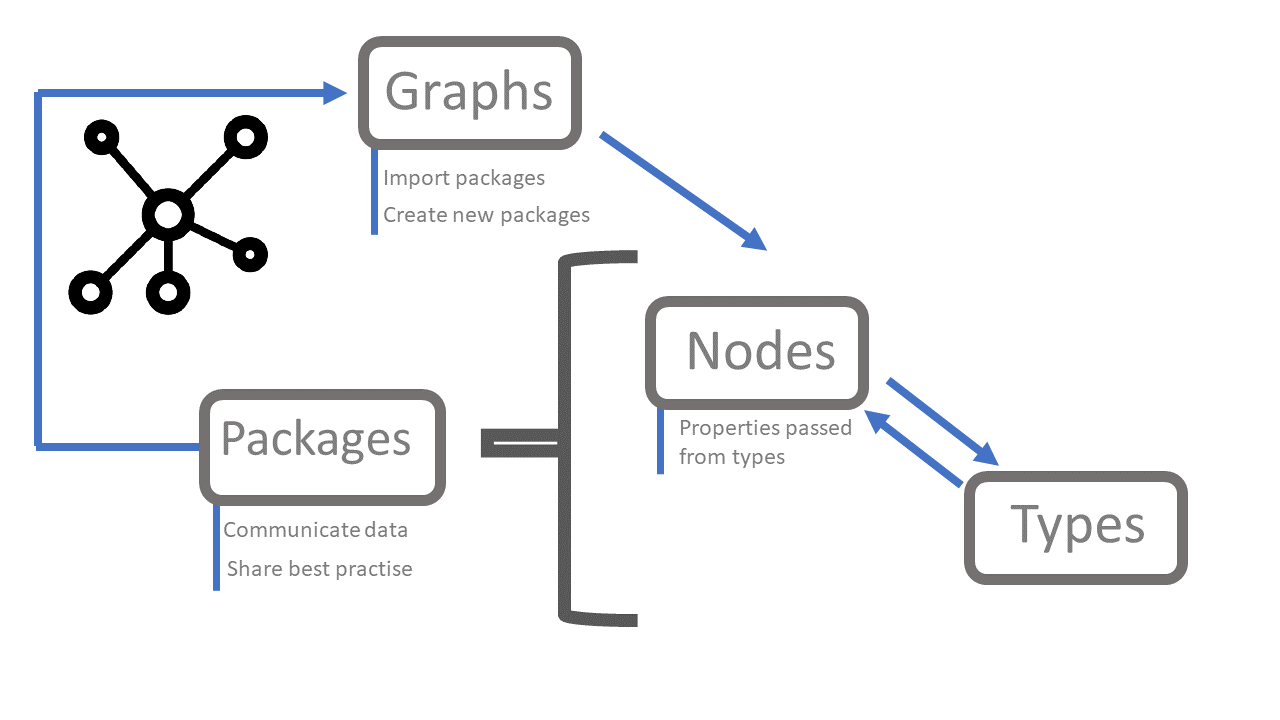 Graphs
Import packages
Create new packages
Nodes
Properties passed
from types
Packages
Communicate data
Share best practise
Types